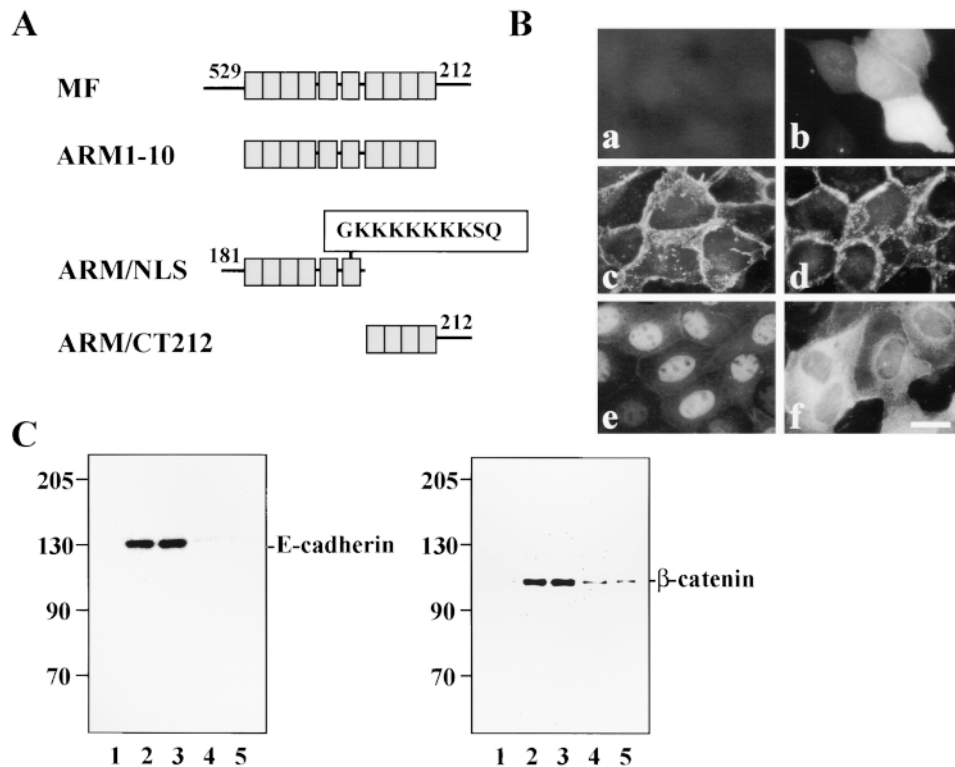 A
B
529
212
MF
ARM1-10
GKKKKKKKSQ
181
ARM/NLS
212
ARM/CT212
a
b
c
d
e
f
C
205
130
90
70
-E-cadherin
1 2 3 4 5
205
130
90
70
-β-catenin
1 2 3 4 5